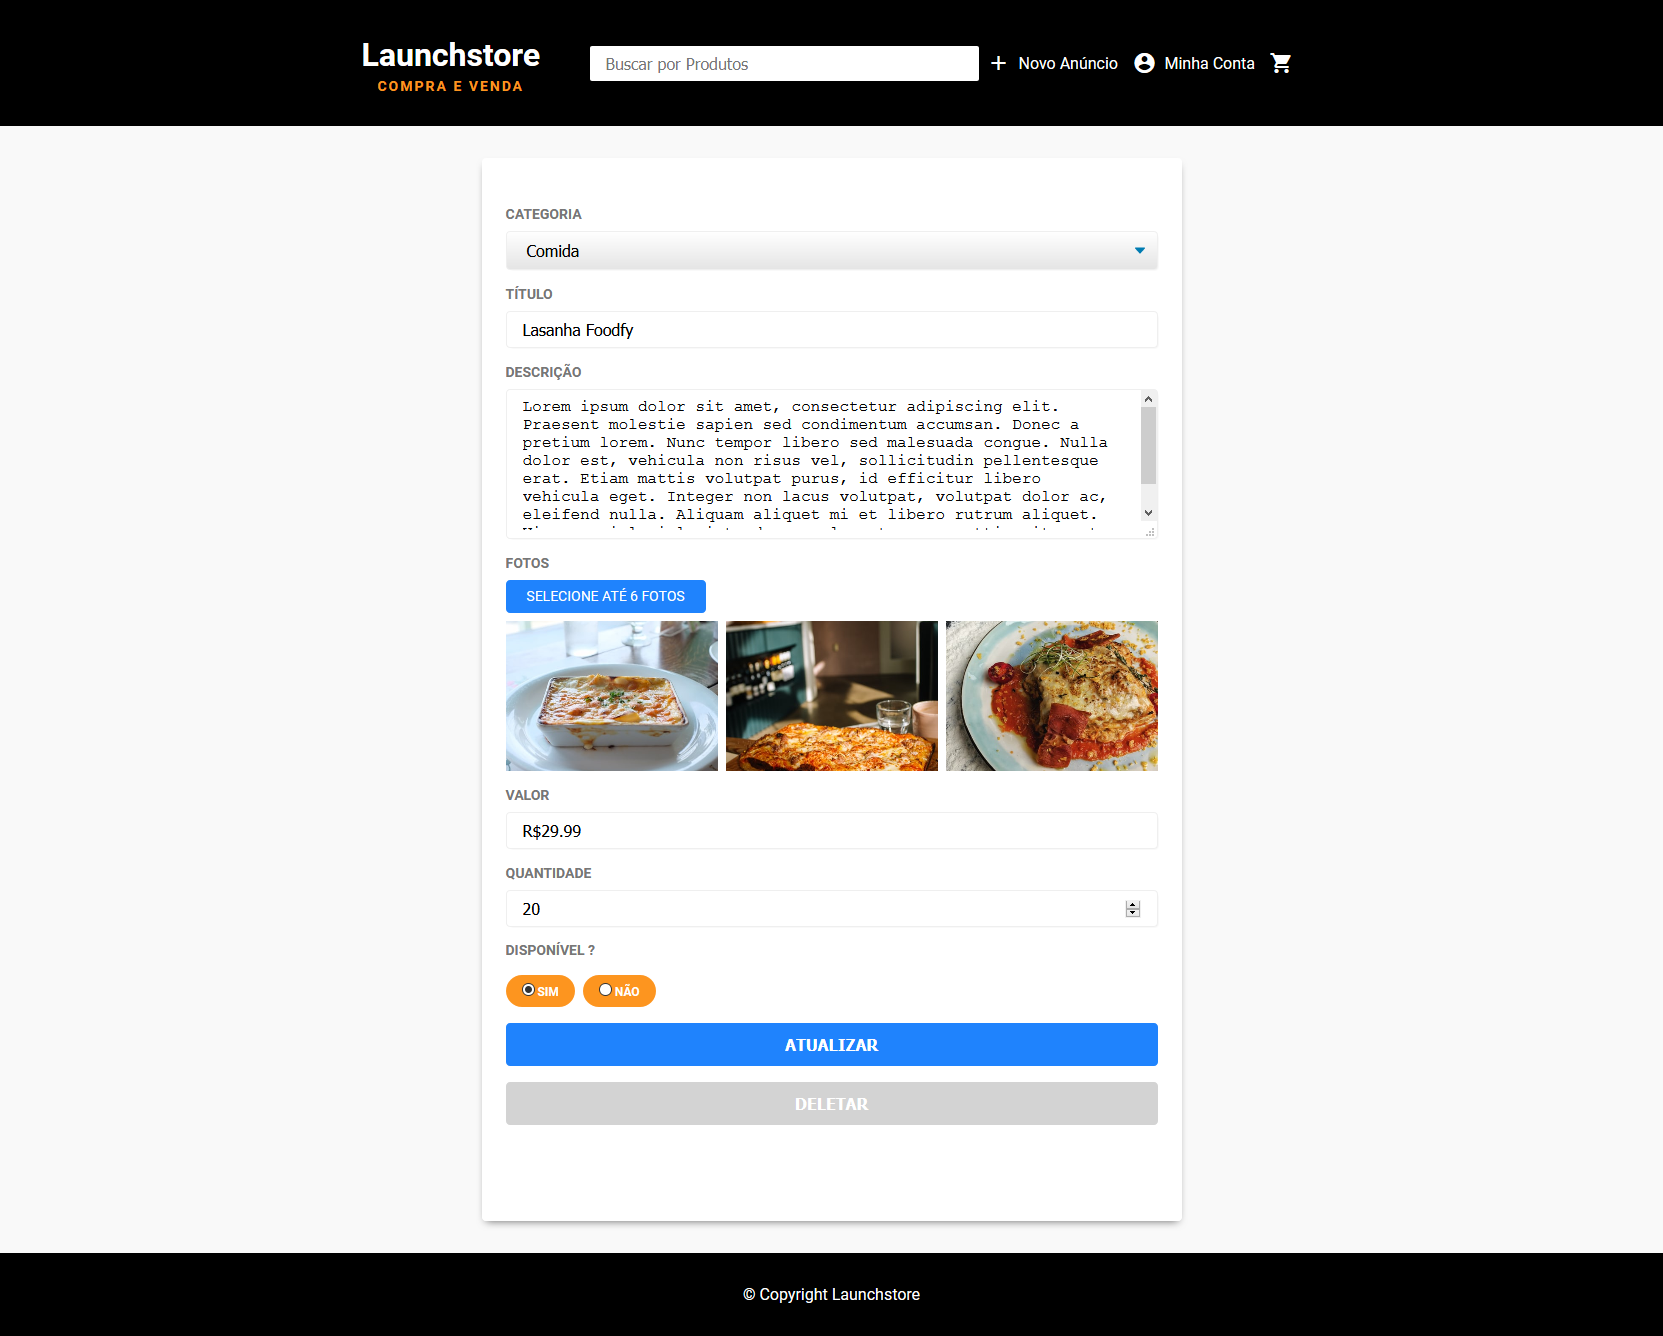 Launchstore
COMPRA E VENDA
Buscar por Produtos
Novo Anúncio
Minha Conta
CATEGORIA
Comida
TÍTULO
Lasanha Foodfy
DESCRIÇÃO
Lorem ipsum dolor sit amet, consectetur adipiscing elit.
Praesent molestie sapien sed condimentum accumsan. Donec a
pretium lorem. Nunc tempor libero sed malesuada congue. Nulla
dolor est, vehicula non risus vel, sollicitudin pellentesque
erat. Etiam mattis volutpat purus, id efficitur libero
vehicula eget. Integer non lacus volutpat, volutpat dolor ac,
eleifend nulla. Aliquam aliquet mi et libero rutrum aliquet.
FOTOS
SELECIONE ATÉ 6 FOTOS
VALOR
R$29.99
QUANTIDADE
20
DISPONÍVEL ?
SIM
NÃO
ATUALIZAR
DELETAR
© Copyright Launchstore